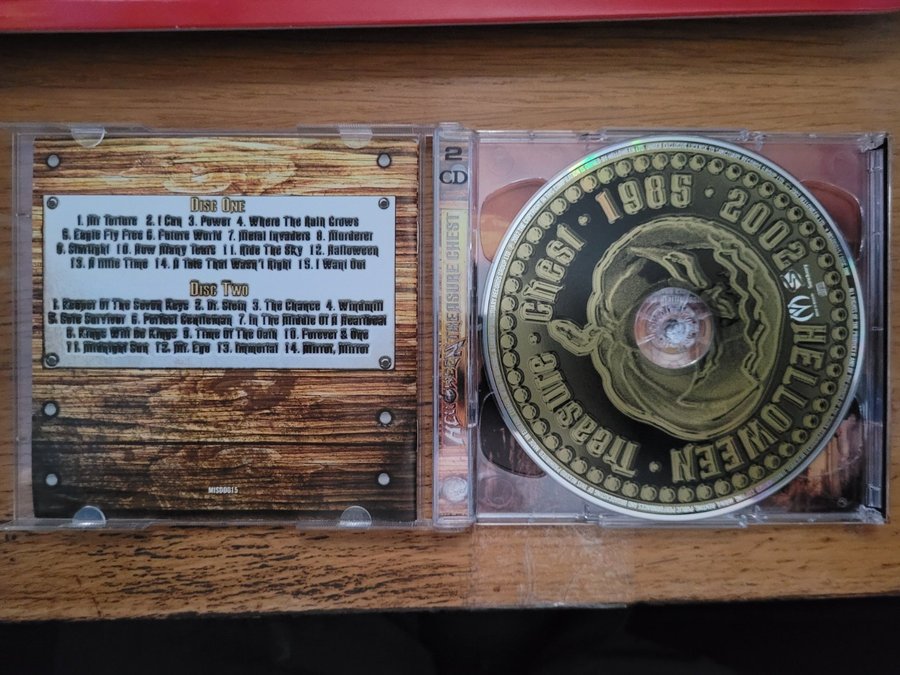 Disc One
1. Mr Torture 2. I Can 3. Power 4. Where The Rain Grows
5. Eagle Fly Free 6. Future World 7. Metal Invaders 8. Murderer
9. Starlight 10. How Many Tears 11. Ride The Sky 12. Halloween
13. A Little Time 14. A Tale That Wasn't Right 15. I Want Out
Disc Two
1. Keeper Of The Seven Keys 2. Dr. Stein 3. The Chance 4. Windmill
5. Sole Survivor 6. Perfect Gentleman 7. In The Middle Of A Heartbeat
8. Kings Will Be Kings 9. Time Of The Oath 10. Forever & One
11. Midnight Sun 12. Mr. Ego 13. Immortal 14. Mirror, Mirror
MISDD015
2
CD
HELLOWEEN TREASURE CHEST
HELLOWEEN • Treasure • Chest • 1985 • 2002